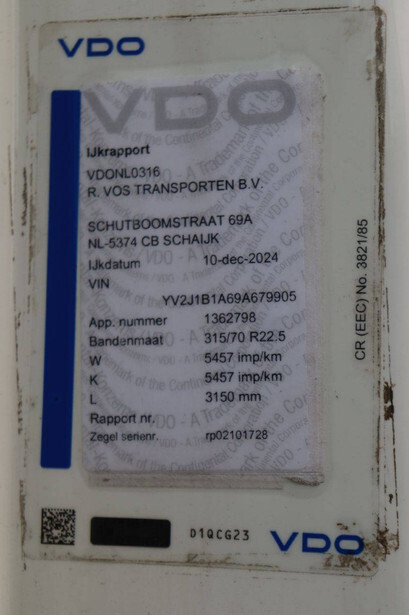 VDO
VDO
IJkrapport
VDONL0316
R. VOS TRANSPORTEN B.V.
SCHUTBOOMSTRAAT 69A
NL-5374 CB SCHAIJK
IJkdatum 10-dec-2024
VIN
YV2J1B1A69A679905
App. nummer 1362798
Bandenmaat 315/70 R22.5
W 5457 imp/km
K 5457 imp/km
L 3150 mm
Rapport nr.
Zegel serienr. rp02101728
CR (EEC) No. 3821/85
D1QCG23
VDO